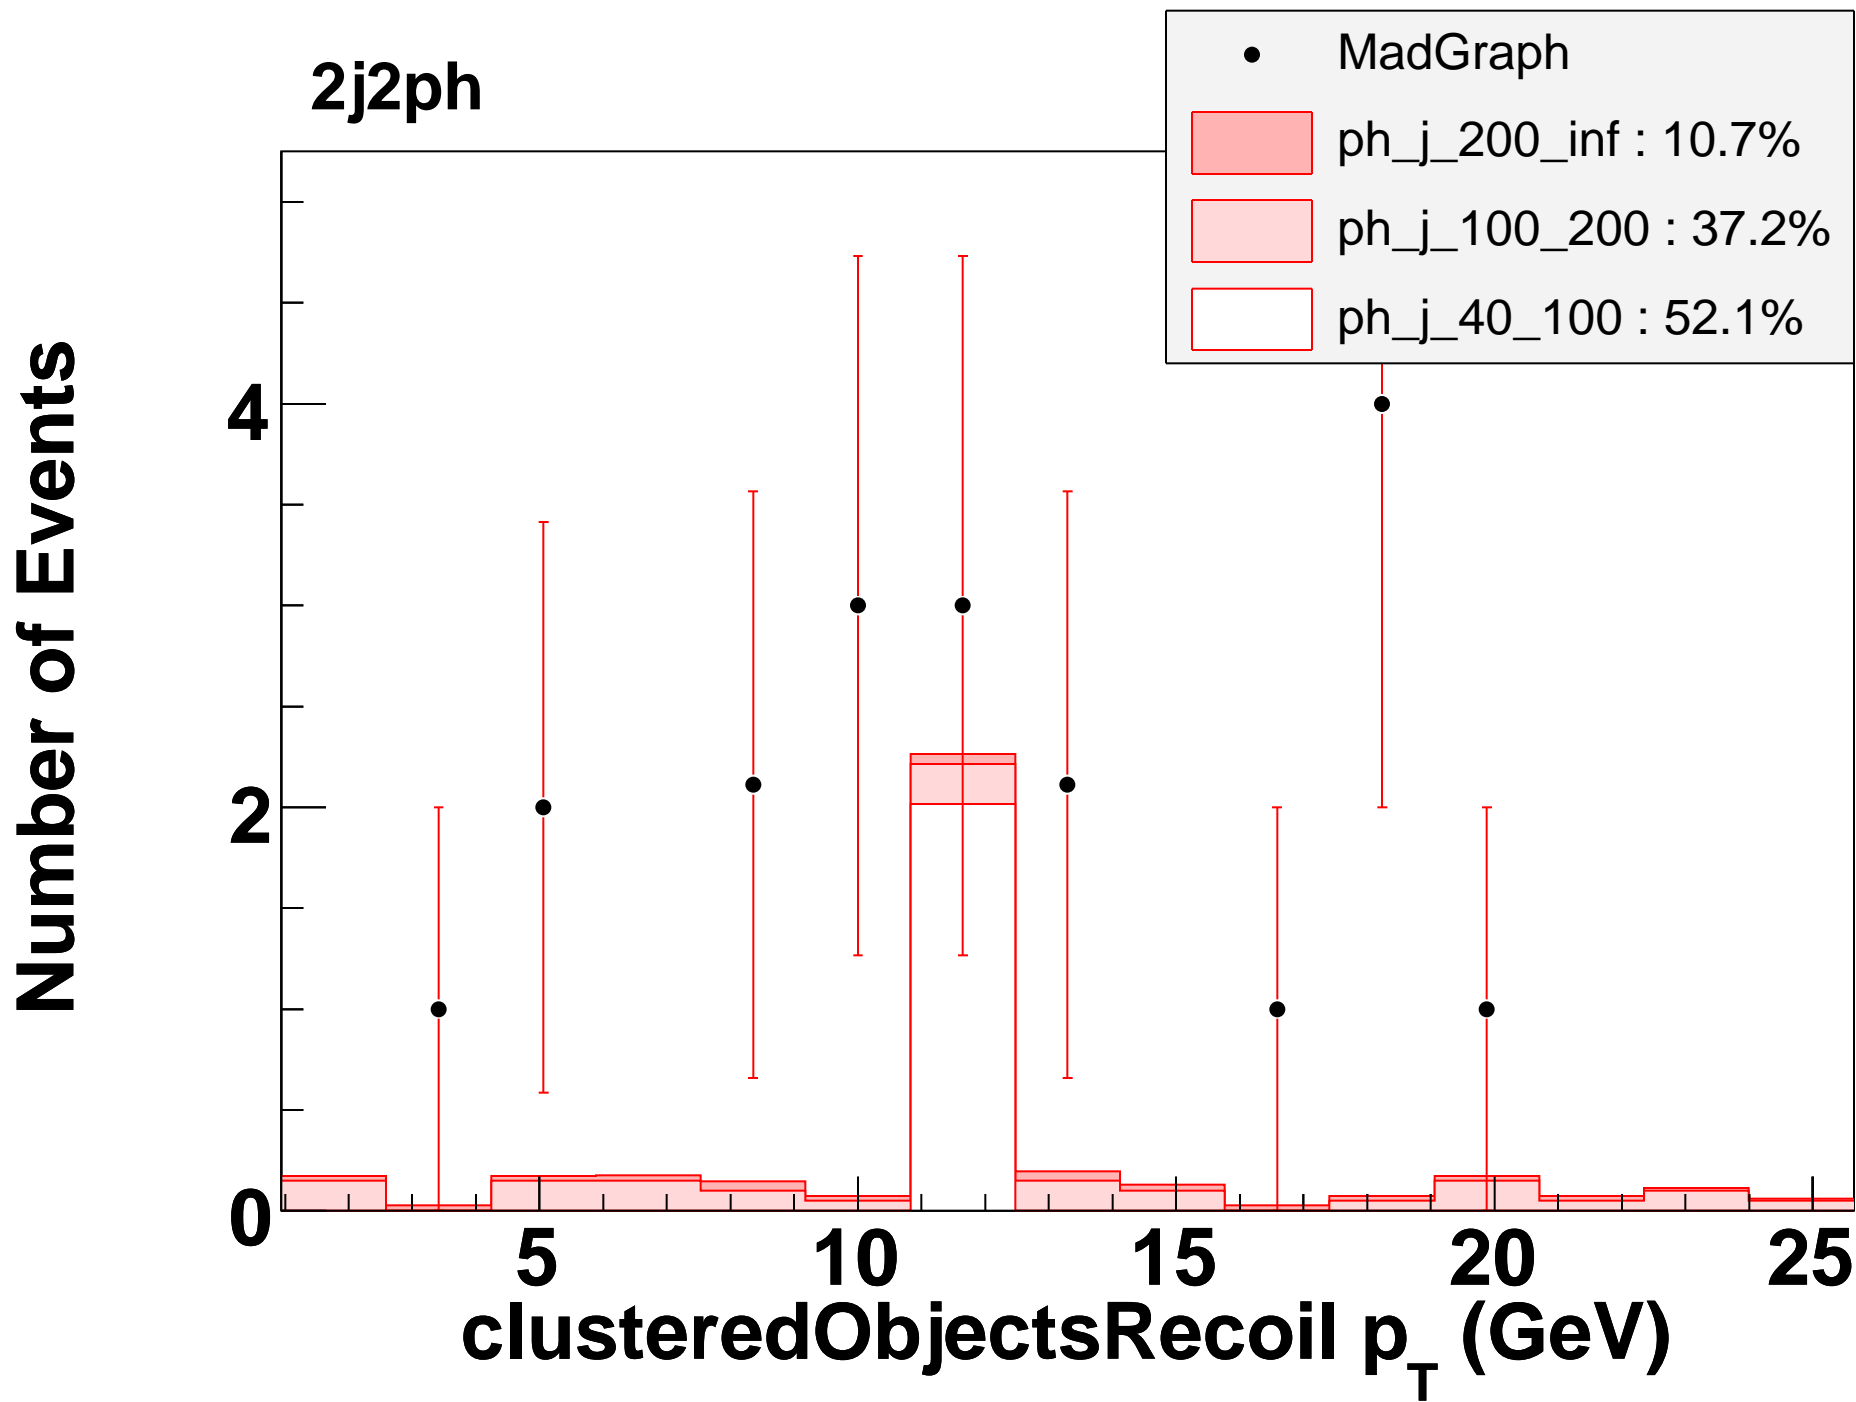 2j2ph
MadGraph
ph_j_200_inf : 10.7%
ph_j_100_200 : 37.2%
ph_j_40_100 : 52.1%
Number of Events
4
2
0
5 10 15 20 25
clusteredObjectsRecoil p_T (GeV)